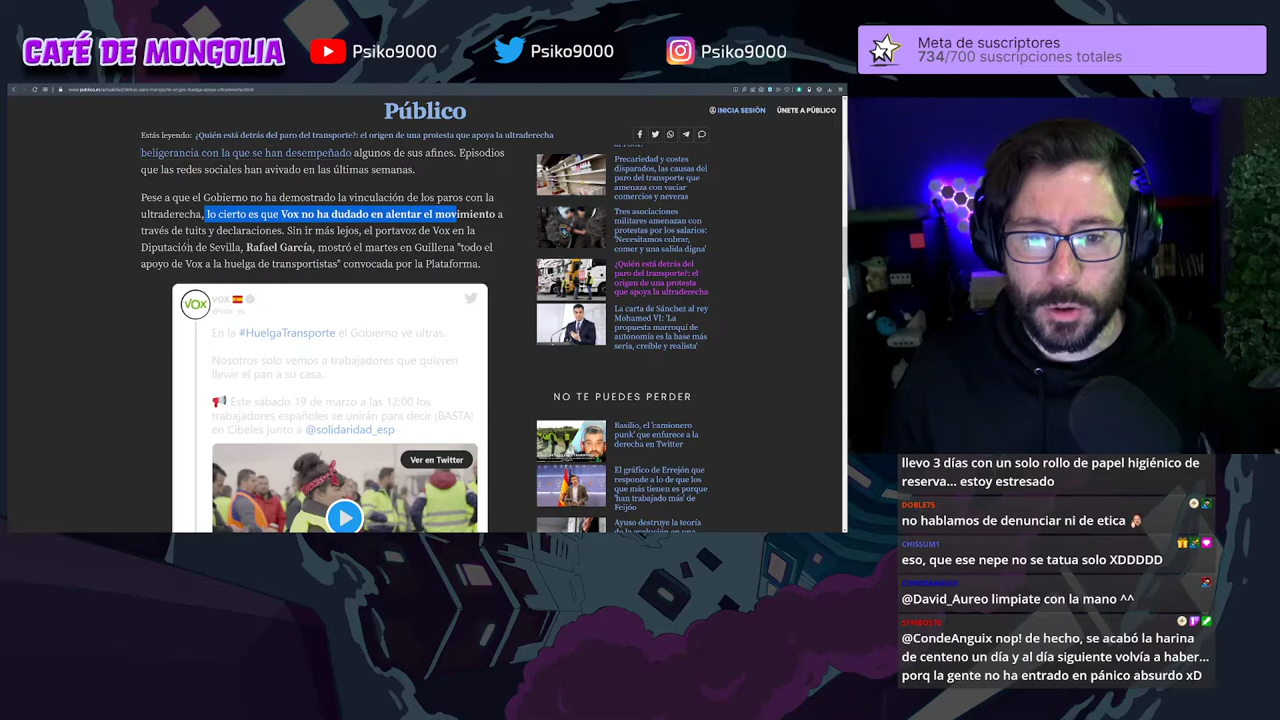 CAFÉ DE MONGOLIA
Psiko9000
Psiko9000
Psiko9000
Meta de suscriptores
734/700 suscripciones totales
Público
INICIA SESIÓN
ÚNETE A PÚBLICO
Estás leyendo: ¿Quién está detrás del paro del transporte?: el origen de una protesta que apoya la ultraderecha
beligerancia con la que se han desempeñado algunos de sus afines. Episodios
que las redes sociales han avivado en las últimas semanas.
Pese a que el Gobierno no ha demostrado la vinculación de los paros con la
ultraderecha, lo cierto es que Vox no ha dudado en alentar el movimiento a
través de tuits y declaraciones. Sin ir más lejos, el portavoz de Vox en la
Diputación de Sevilla, Rafael García, mostró el martes en Guillena "todo el
apoyo de Vox a la huelga de transportistas" convocada por la Plataforma.
VOX
VOX
@vox_es
En la #HuelgaTransporte el Gobierno ve ultras.
Nosotros solo vemos a trabajadores que quieren
llevar el pan a su casa.
Este sábado 19 de marzo a las 12:00 los
trabajadores españoles se unirán para decir ¡BASTA!
en Cibeles junto a @solidaridad_esp
Ver en Twitter
Precariedad y costes
disparados, las causas del
paro del transporte que
amenaza con vaciar
comercios y neveras
Tres asociaciones
militares amenazan con
protestas por los salarios:
'Necesitamos cobrar,
comer y una salida digna'
¿Quién está detrás del
paro del transporte?: el
origen de una protesta
que apoya la ultraderecha
La carta de Sánchez al rey
Mohamed VI: 'La
propuesta marroquí de
autonomía es la base más
seria, creíble y realista'
NO TE PUEDES PERDER
Basilio, el 'camionero
punk' que enfurece a la
derecha en Twitter
El gráfico de Errejón que
responde a lo de que los
que más tienen es porque
'han trabajado más' de
Feijóo
Ayuso destruye la teoría
de la evolución en una
llevo 3 días con un solo rollo de papel higiénico de
reserva... estoy estresado
DOBLE75
no hablamos de denunciar ni de etica
CHISSUM1
eso, que ese nepe no se tatua solo XDDDDD
CONDEANGUIX
@David_Aureo limpiate con la mano ^^
@CondeAnguix nop! de hecho, se acabó la harina
de centeno un día y al día siguiente volvía a haber...
porq la gente no ha entrado en pánico absurdo xD